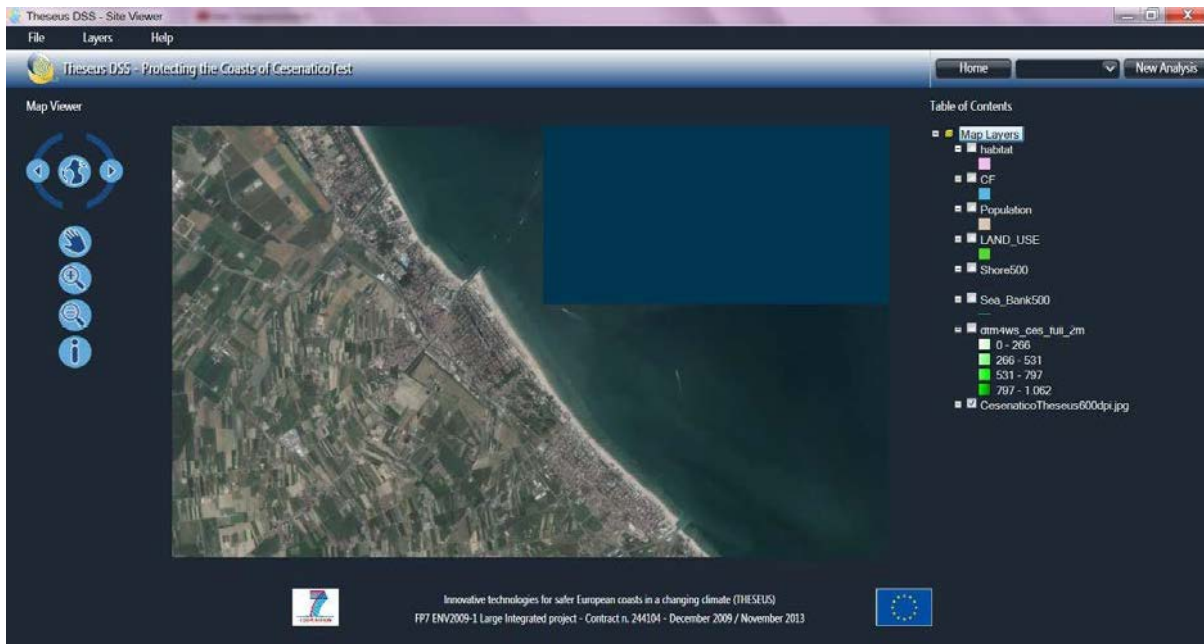 Theseus DSS - Site Viewer
File Layers Help
Theseus DSS - Protecting the Coasts of CesenaticoTest
Home New Analysis
Map Viewer
Table of Contents
Map Layers
habitat
CF
Population
LAND_USE
Shore500
Sea_Bank500
dtm4ws_ces_full_2m
0 - 266
266 - 531
531 - 797
797 - 1.062
CesenaticoTheseus600dpi.jpg
7
Innovative technologies for safer European coasts in a changing climate (THESEUS)
FP7 ENV2009-1 Large Integrated project - Contract n. 244104 - December 2009 / November 2013